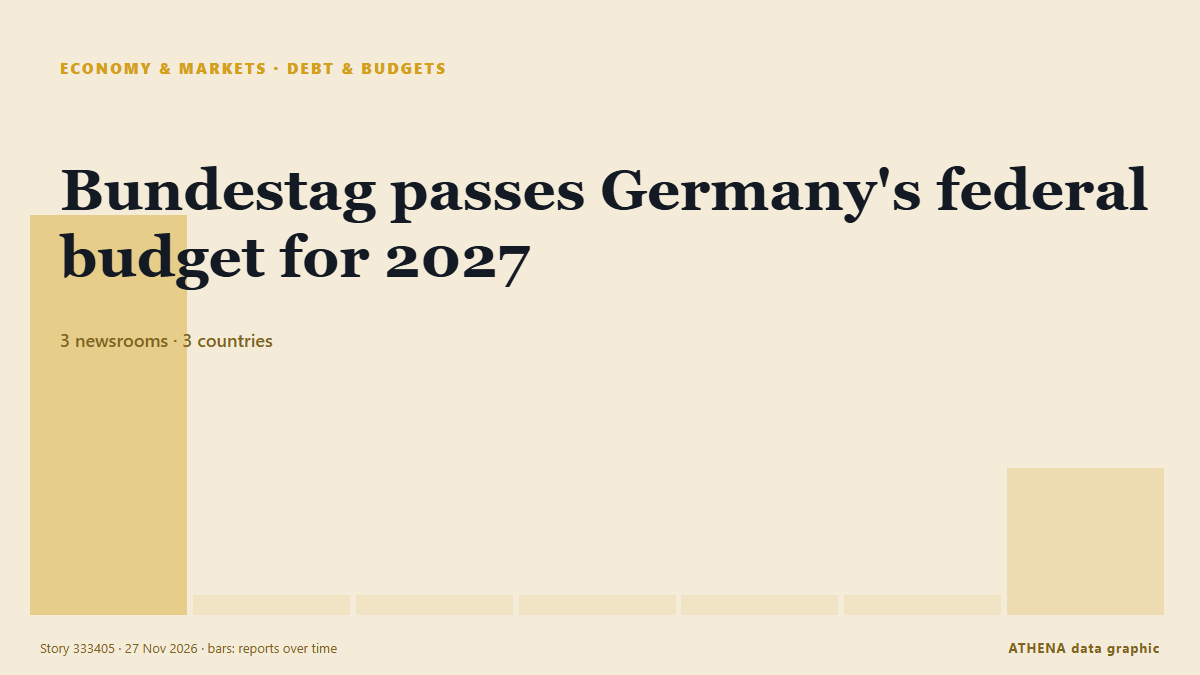 ECONOMY & MARKETS · DEBT & BUDGETS
Bundestag passes Germany's federal
budget for 2027
3 newsrooms · 3 countries
Story 333405 · 27 Nov 2026 · bars: reports over time
ATHENA data graphic